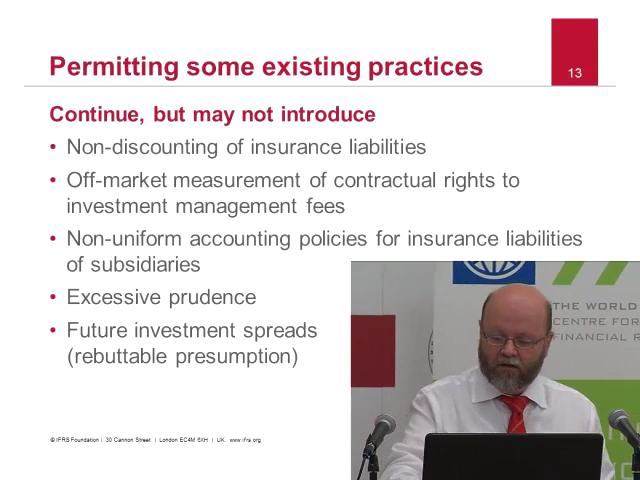 Permitting some existing practices
13
Continue, but may not introduce
• Non-discounting of insurance liabilities
• Off-market measurement of contractual rights to
investment management fees
• Non-uniform accounting policies for insurance liabilities
of subsidiaries
• Excessive prudence
• Future investment spreads
(rebuttable presumption)
THE WORLD
CENTRE FOR
FINANCIAL R
© IFRS Foundation | 30 Cannon Street | London EC4M 6XH | UK. www.ifrs.org